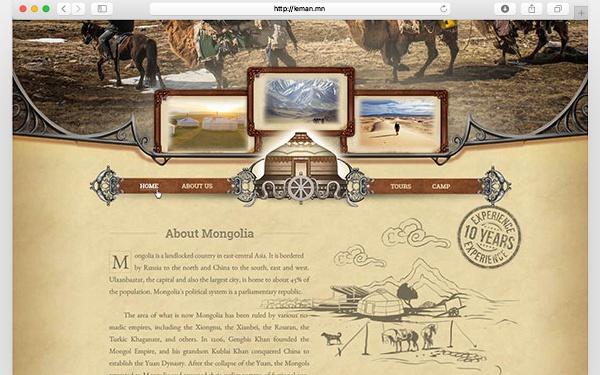 http://leman.mn
HOME ABOUT US TOURS CAMP
About Mongolia
Mongolia is a landlocked country in east-central Asia. It is bordered
by Russia to the north and China to the south, east and west.
Ulaanbaatar, the capital and also the largest city, is home to about 45% of
the population. Mongolia's political system is a parliamentary republic.
The area of what is now Mongolia has been ruled by various no-
madic empires, including the Xiongnu, the Xianbei, the Rouran, the
Turkic Khaganate, and others. In 1206, Genghis Khan founded the
Mongol Empire, and his grandson Kublai Khan conquered China to
establish the Yuan Dynasty. After the collapse of the Yuan, the Mongols
EXPERIENCE
10 YEARS
EXPERIENCE